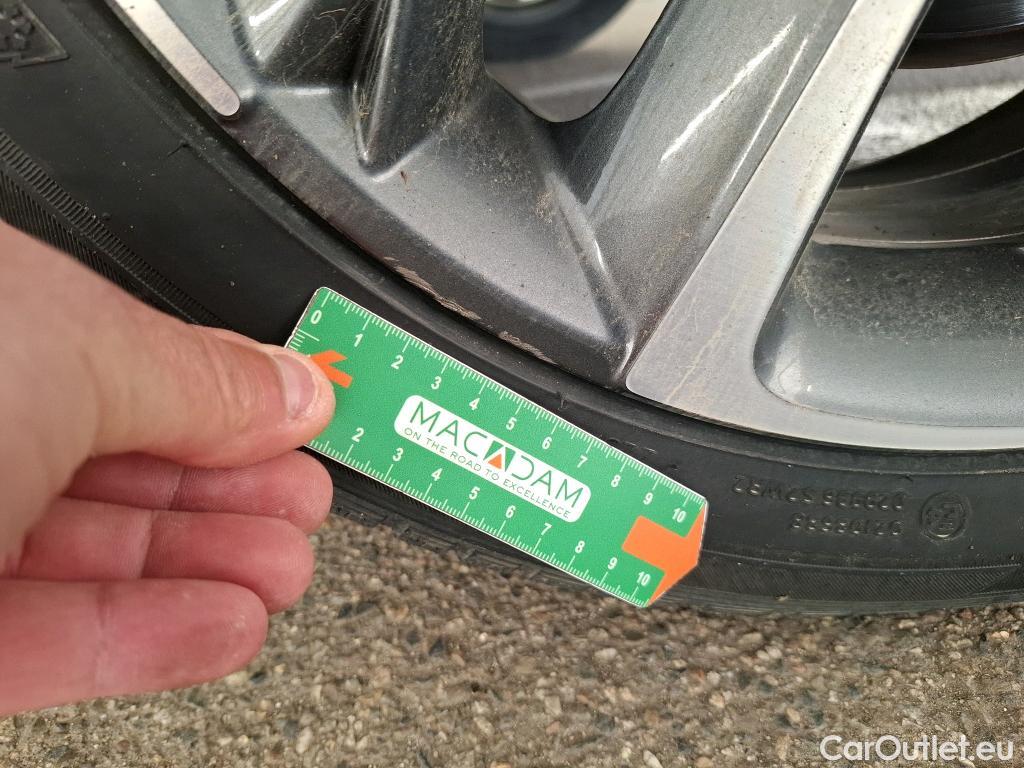 0 1 2 3 4 5 6 7 8 9 10
MACADAM
ON THE ROAD TO EXCELLENCE
2 3 4 5 6 7 8 9 10
CarOutlet.eu